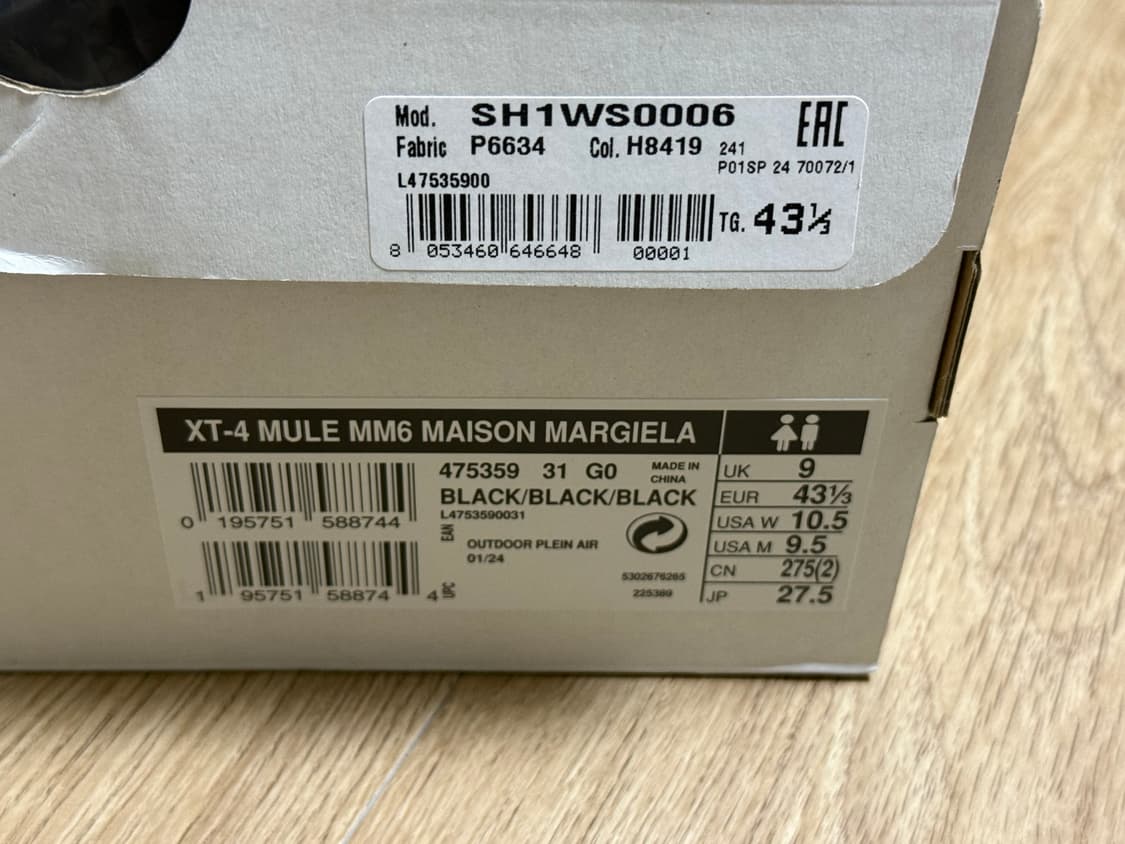 Mod. SH1WS0006 EAC
Fabric P6634 Col. H8419 241
P01SP 24 70072/1
L47535900
TG. 43⅓
8 053460 646648 00001
XT-4 MULE MM6 MAISON MARGIELA
475359 31 G0 MADE IN
CHINA
BLACK/BLACK/BLACK
L4753590031
0 195751 588744 EAN
OUTDOOR PLEIN AIR
01/24
5302676265
225389
1 95751 58874 4 UPC
UK 9
EUR 43⅓
USA W 10.5
USA M 9.5
CN 275(2)
JP 27.5